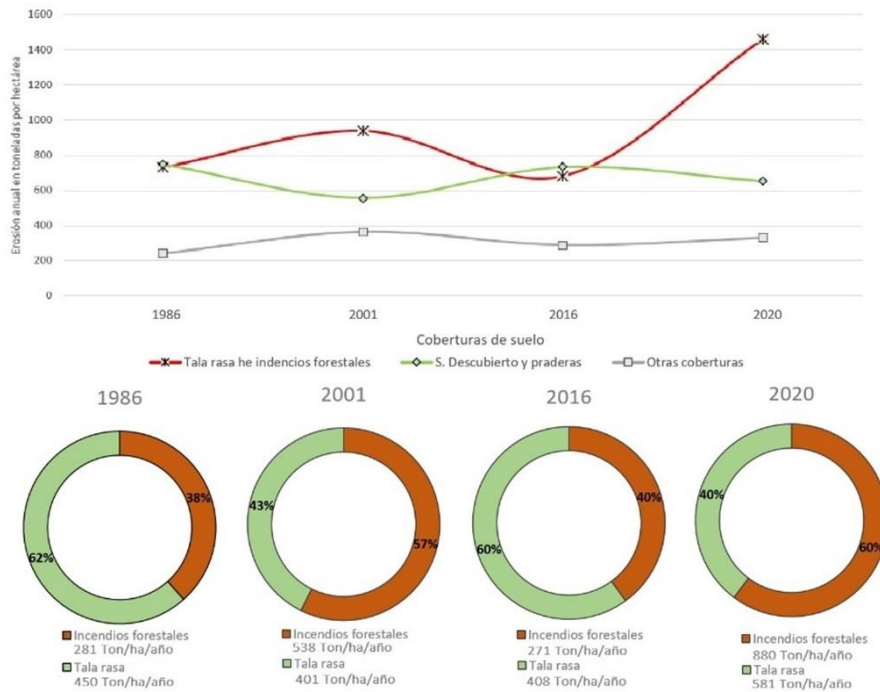 1600
1400
1200
1000
800
600
400
200
0
Erosión anual en toneladas por hectárea
1986 2001 2016 2020
Coberturas de suelo
Tala rasa he indencios forestales S. Descubierto y praderas Otras coberturas
1986
38%
62%
Incendios forestales
281 Ton/ha/año
Tala rasa
450 Ton/ha/año
2001
43%
57%
Incendios forestales
538 Ton/ha/año
Tala rasa
401 Ton/ha/año
2016
40%
60%
Incendios forestales
271 Ton/ha/año
Tala rasa
408 Ton/ha/año
2020
40%
60%
Incendios forestales
880 Ton/ha/año
Tala rasa
581 Ton/ha/año